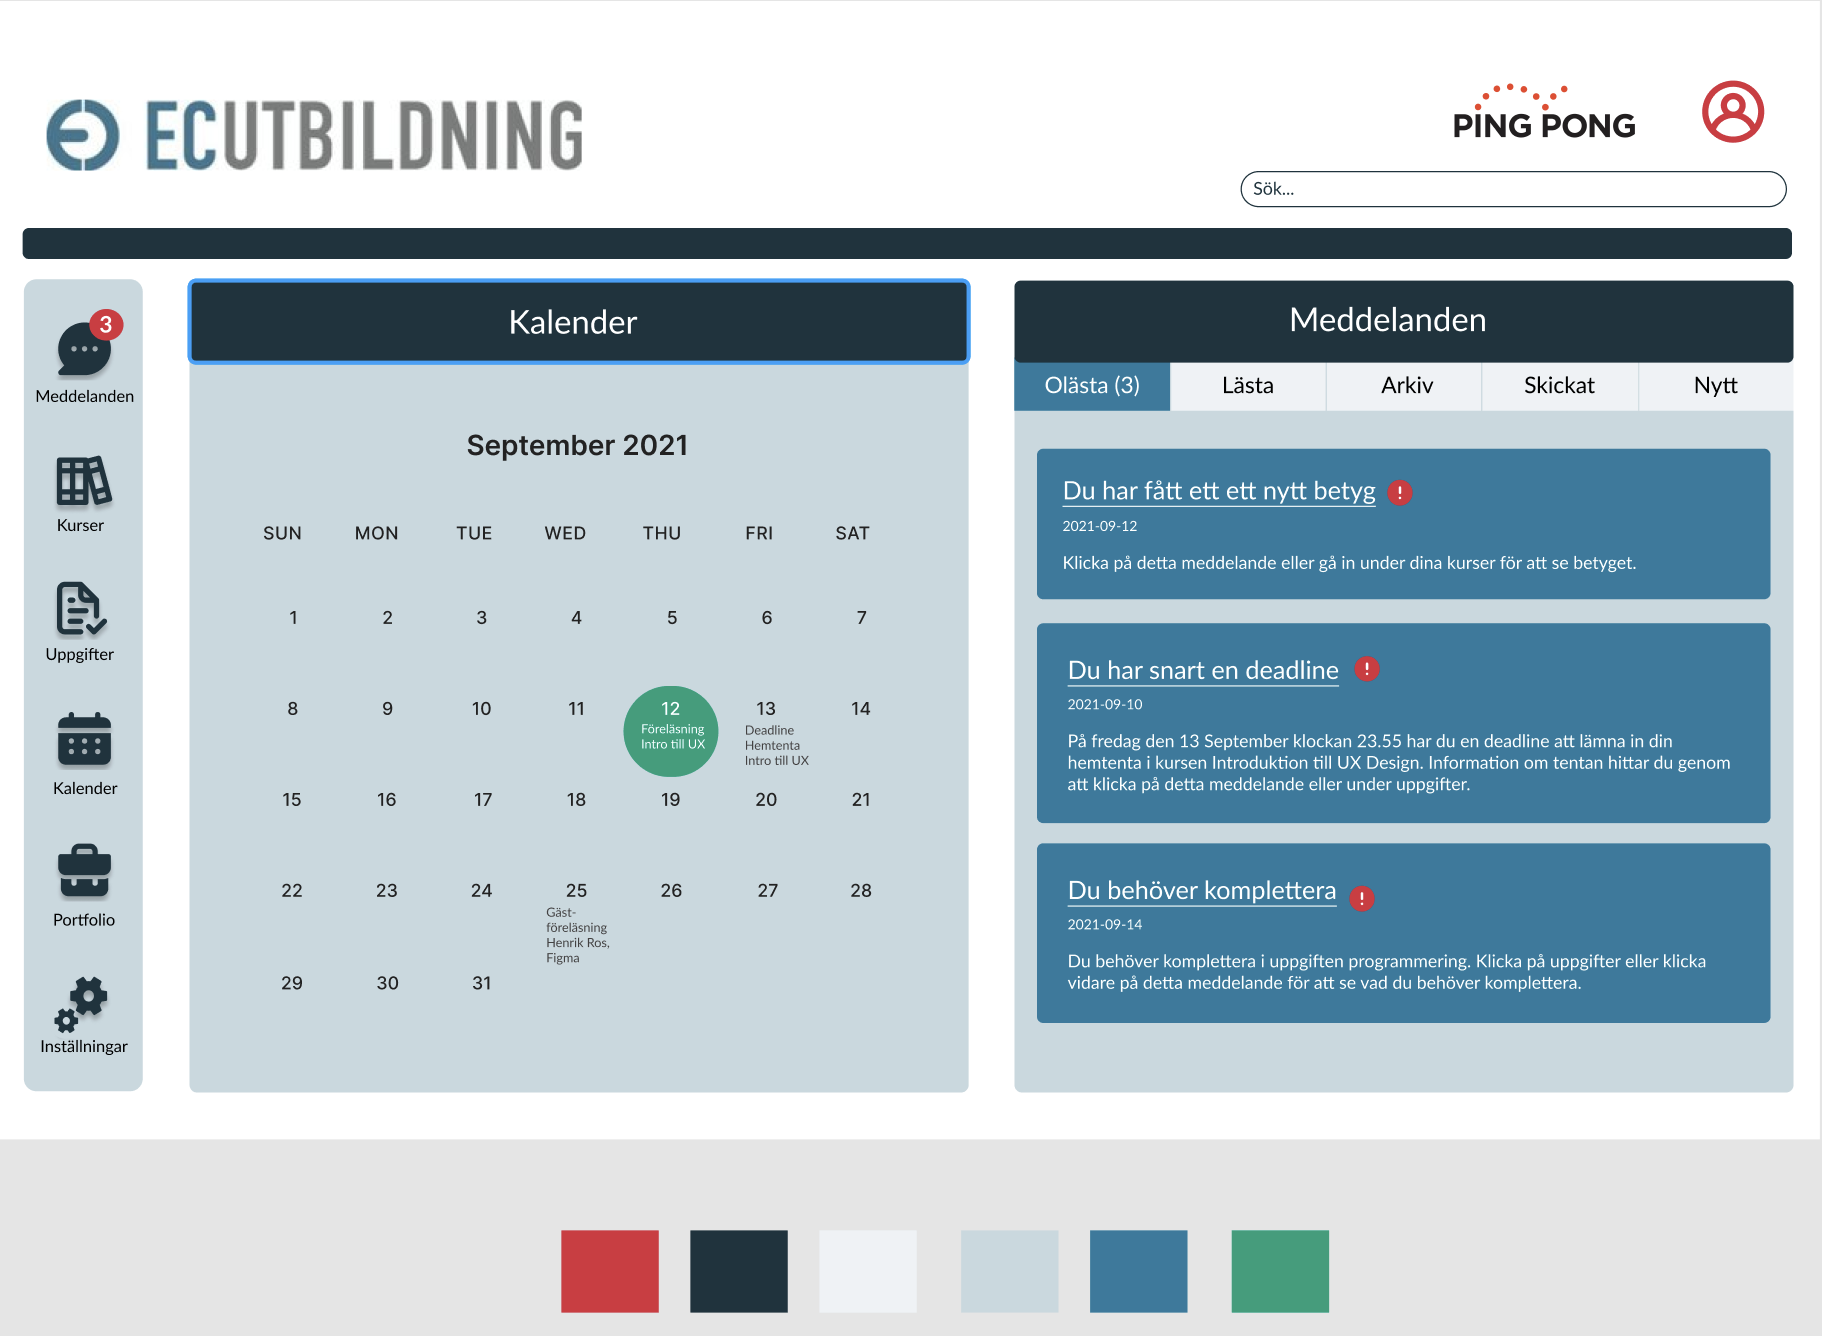 ECUTBILDNING
PING PONG
Sök...
3
Meddelanden
Kurser
Uppgifter
Kalender
Portfolio
Inställningar
Kalender
September 2021
SUN MON TUE WED THU FRI SAT
1 2 3 4 5 6 7
8 9 10 11 12 13 14
Föreläsning
Intro till UX
Deadline
Hemtenta
Intro till UX
15 16 17 18 19 20 21
22 23 24 25 26 27 28
Gäst-
föreläsning
Henrik Ros,
Figma
29 30 31
Meddelanden
Olästa (3) Lästa Arkiv Skickat Nytt
Du har fått ett ett nytt betyg
2021-09-12
Klicka på detta meddelande eller gå in under dina kurser för att se betyget.
Du har snart en deadline
2021-09-10
På fredag den 13 September klockan 23.55 har du en deadline att lämna in din
hemtenta i kursen Introduktion till UX Design. Information om tentan hittar du genom
att klicka på detta meddelande eller under uppgifter.
Du behöver komplettera
2021-09-14
Du behöver komplettera i uppgiften programmering. Klicka på uppgifter eller klicka
vidare på detta meddelande för att se vad du behöver komplettera.